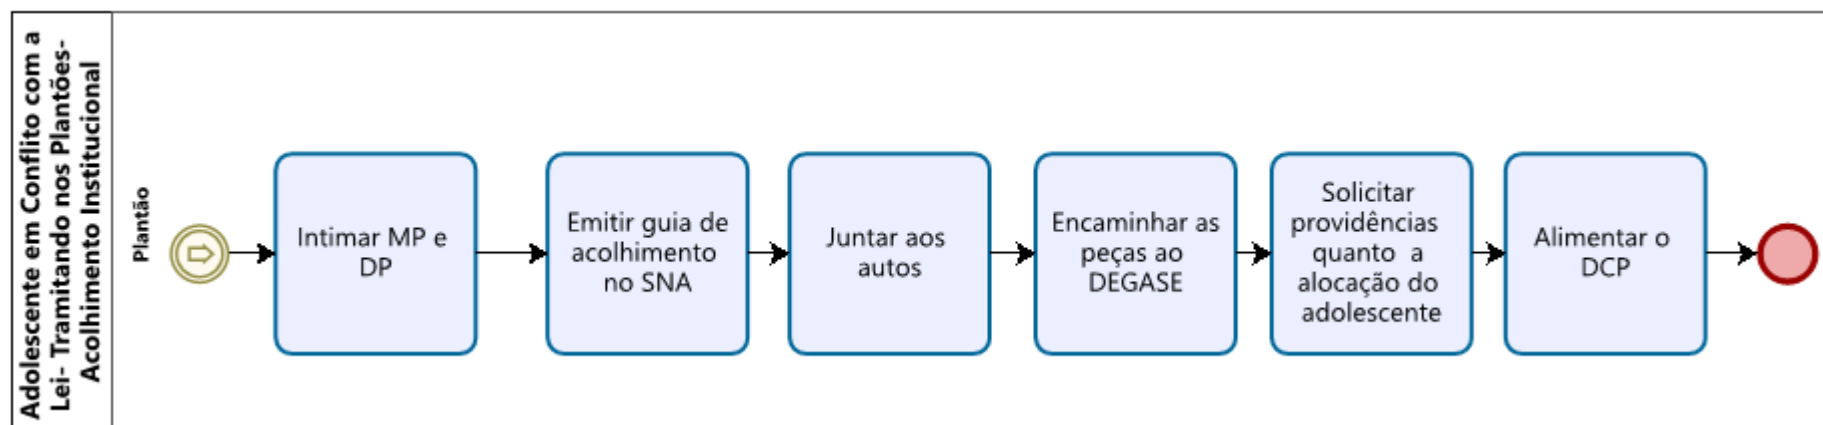 Adolescente em Conflito com a
Lei- Tramitando nos Plantões-
Acolhimento Institucional
Plantão
Intimar MP e
DP
Emitir guia de
acolhimento
no SNA
Juntar aos
autos
Encaminhar as
peças ao
DEGASE
Solicitar
providências
quanto a
alocação do
adolescente
Alimentar o
DCP